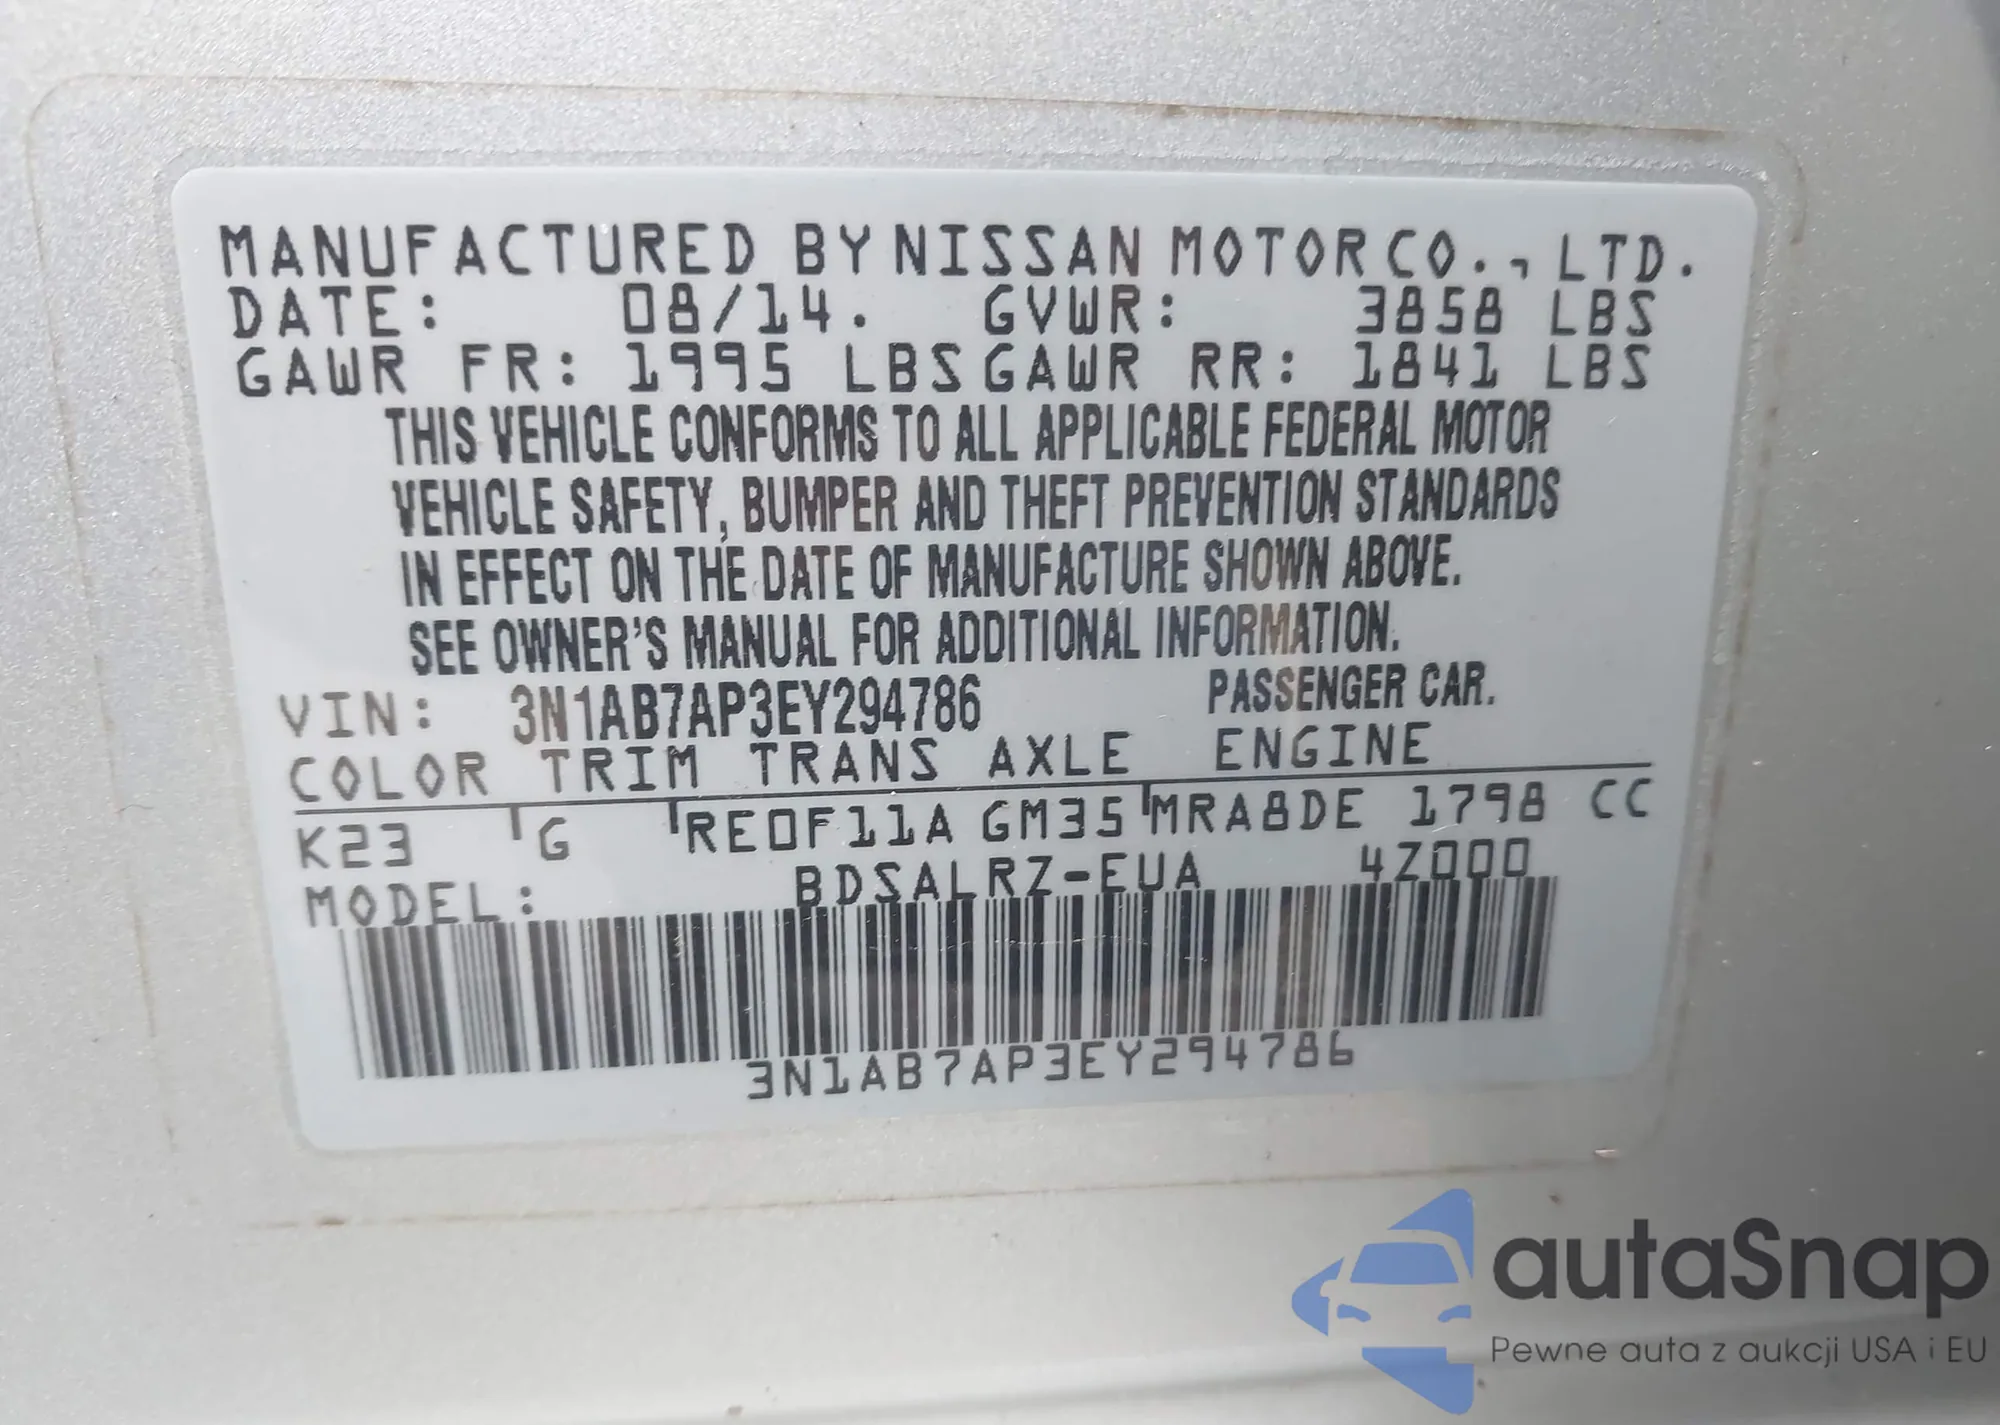 MANUFACTURED BY NISSAN MOTOR CO., LTD.
DATE: 08/14. GVWR: 3858 LBS
GAWR FR: 1995 LBS GAWR RR: 1841 LBS
THIS VEHICLE CONFORMS TO ALL APPLICABLE FEDERAL MOTOR
VEHICLE SAFETY, BUMPER AND THEFT PREVENTION STANDARDS
IN EFFECT ON THE DATE OF MANUFACTURE SHOWN ABOVE.
SEE OWNER'S MANUAL FOR ADDITIONAL INFORMATION.
VIN: 3N1AB7AP3EY294786 PASSENGER CAR.
COLOR TRIM TRANS AXLE ENGINE
K23 G RE0F11A GM35 MRA8DE 1798 CC
MODEL: BDSALRZ-EUA 4Z000
3N1AB7AP3EY294786
autaSnap
Pewne auta z aukcji USA i EU